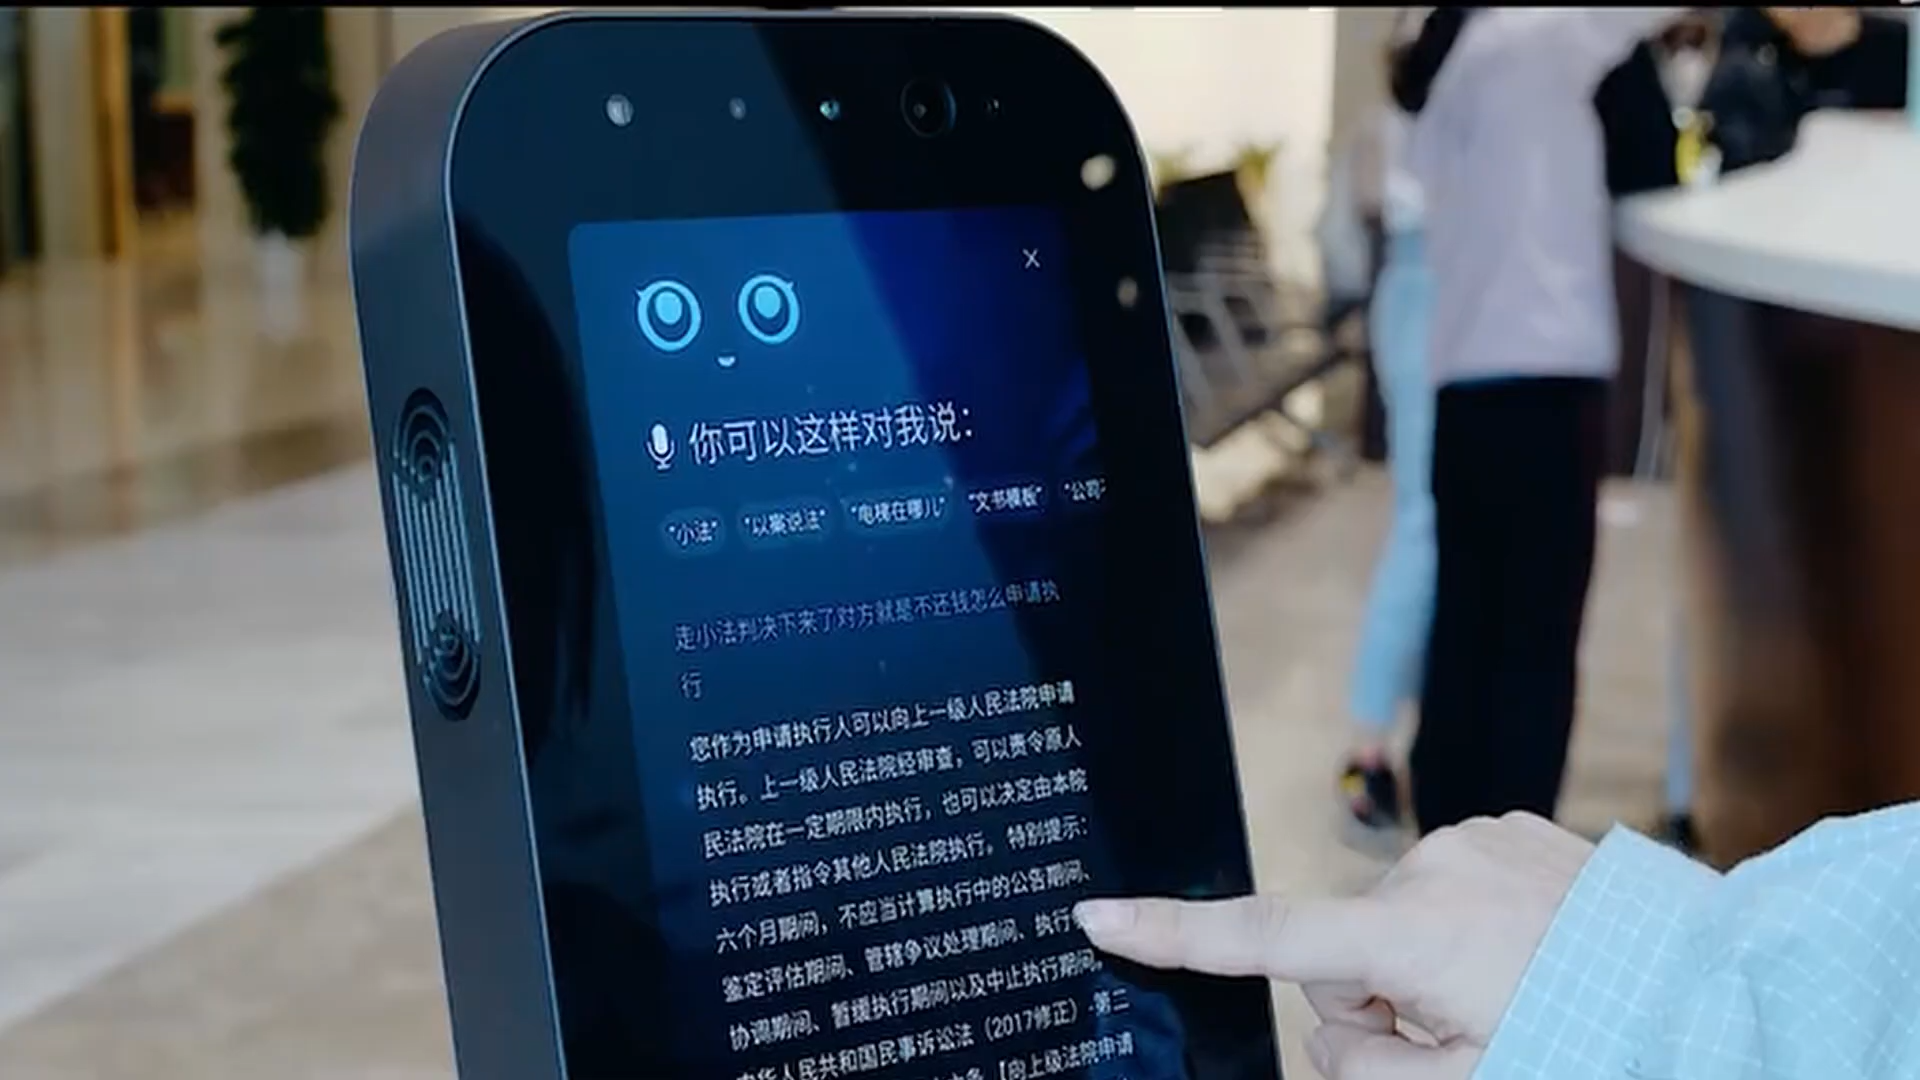 X
你可以这样对我说：
"小法" "以案说法" "电梯在哪儿" "文书模板" "公司
走小法判决下来了对方就是不还钱怎么申请执
行
您作为申请执行人可以向上一级人民法院申请
执行。上一级人民法院经审查，可以责令原人
民法院在一定期限内执行，也可以决定由本院
执行或者指令其他人民法院执行。特别提示：
六个月期间，不应当计算执行中的公告期间、
鉴定评估期间、管辖争议处理期间、执行
协调期间、暂缓执行期间以及中止执行期间。
中华人民共和国民事诉讼法（2017修正）-第二
条【向上级法院申请